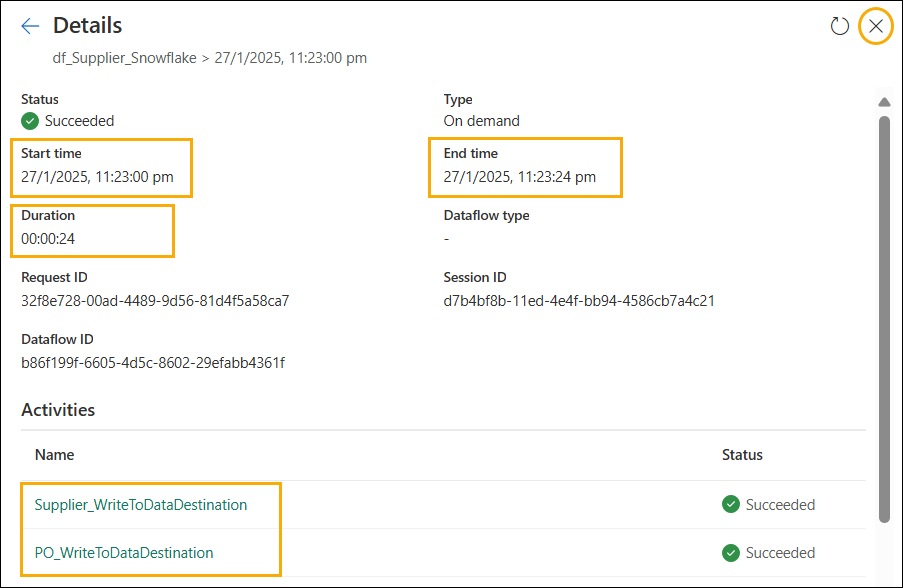 Details
df_Supplier_Snowflake > 27/1/2025, 11:23:00 pm
Status
Succeeded
Type
On demand
Start time
27/1/2025, 11:23:00 pm
End time
27/1/2025, 11:23:24 pm
Duration
00:00:24
Dataflow type
-
Request ID
32f8e728-00ad-4489-9d56-81d4f5a58ca7
Session ID
d7b4bf8b-11ed-4e4f-bb94-4586cb7a4c21
Dataflow ID
b86f199f-6605-4d5c-8602-29efabb4361f
Activities
Name Status
Supplier_WriteToDataDestination Succeeded
PO_WriteToDataDestination Succeeded